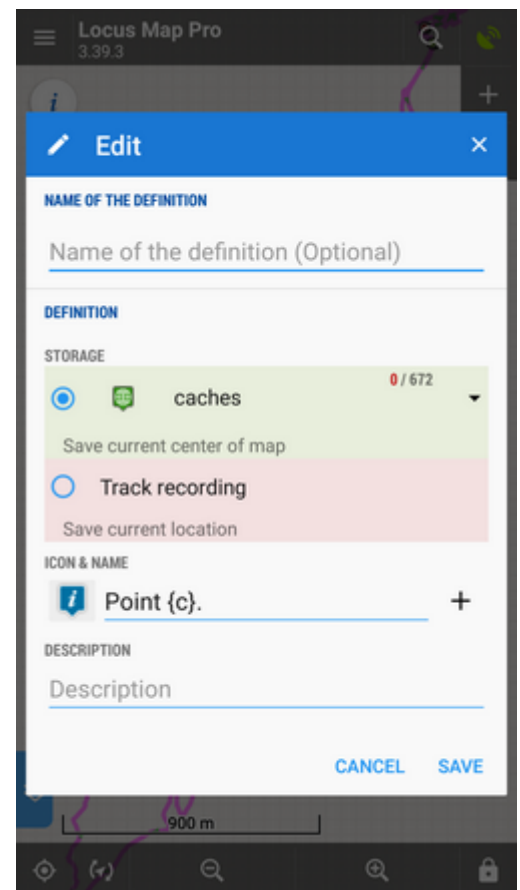 Locus Map Pro
3.39.3
i
Edit
NAME OF THE DEFINITION
Name of the definition (Optional)
DEFINITION
STORAGE
caches
0 / 672
Save current center of map
Track recording
Save current location
ICON & NAME
i
Point {c}.
DESCRIPTION
Description
CANCEL SAVE
900 m